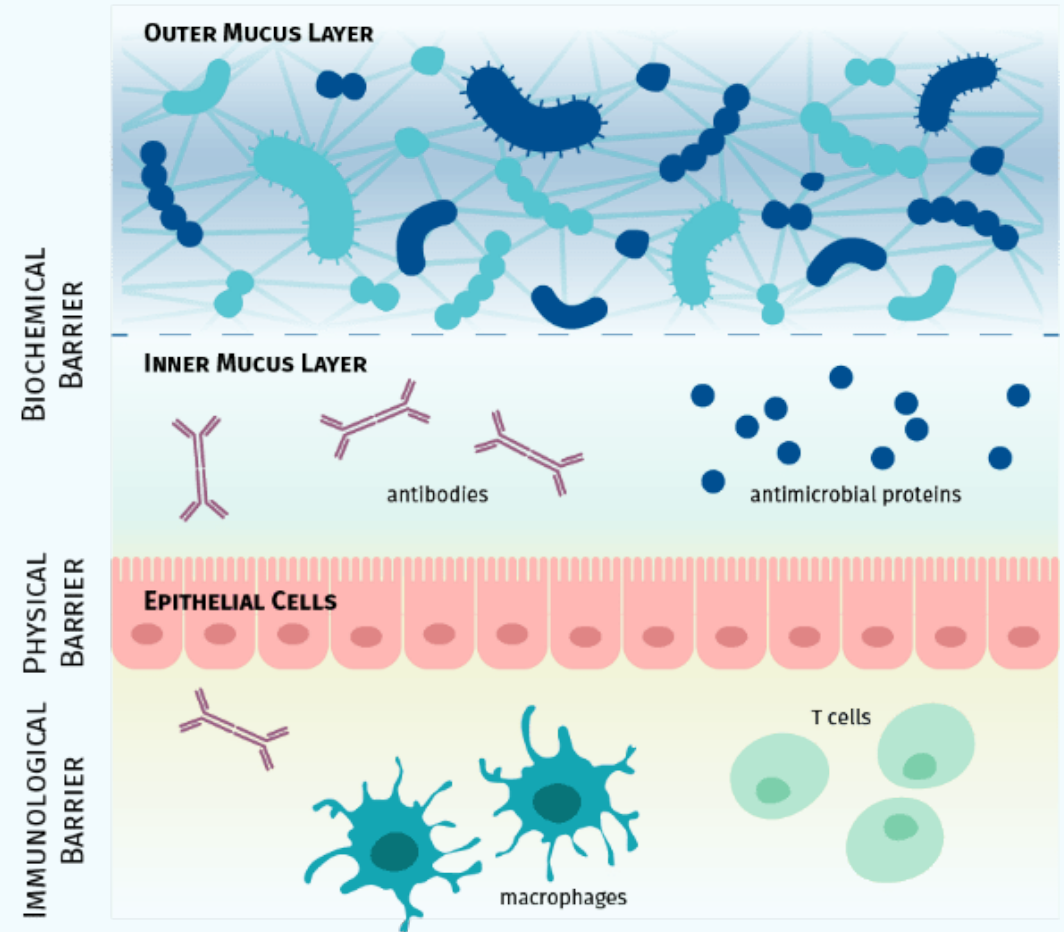 OUTER MUCUS LAYER
BIOCHEMICAL
BARRIER
INNER MUCUS LAYER
antibodies
antimicrobial proteins
PHYSICAL
BARRIER
EPITHELIAL CELLS
IMMUNOLOGICAL
BARRIER
T cells
macrophages